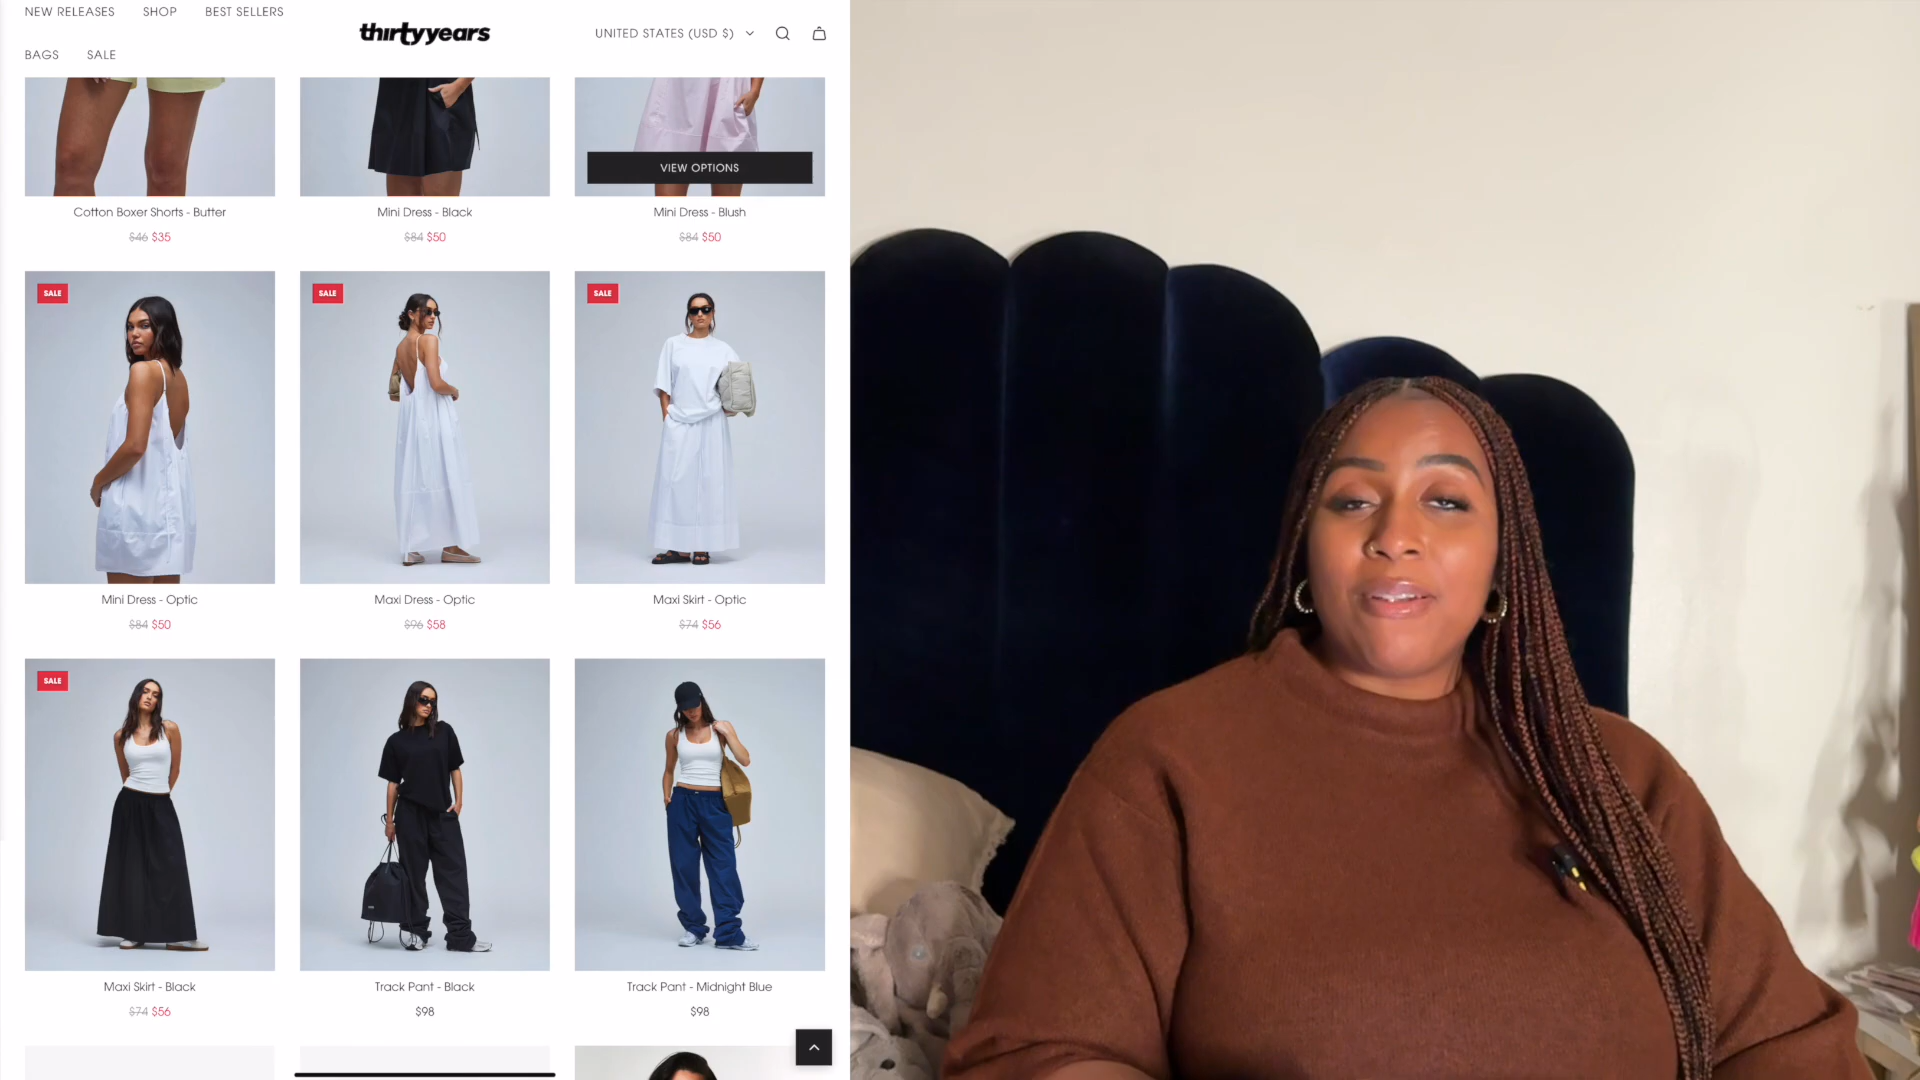 NEW RELEASES SHOP BEST SELLERS
BAGS SALE
thirtyyears
UNITED STATES (USD $)
VIEW OPTIONS
Cotton Boxer Shorts - Butter
$46 $35
Mini Dress - Black
$84 $50
Mini Dress - Blush
$84 $50
SALE
SALE
SALE
Mini Dress - Optic
$84 $50
Maxi Dress - Optic
$96 $58
Maxi Skirt - Optic
$74 $56
SALE
Maxi Skirt - Black
$74 $56
Track Pant - Black
$98
Track Pant - Midnight Blue
$98